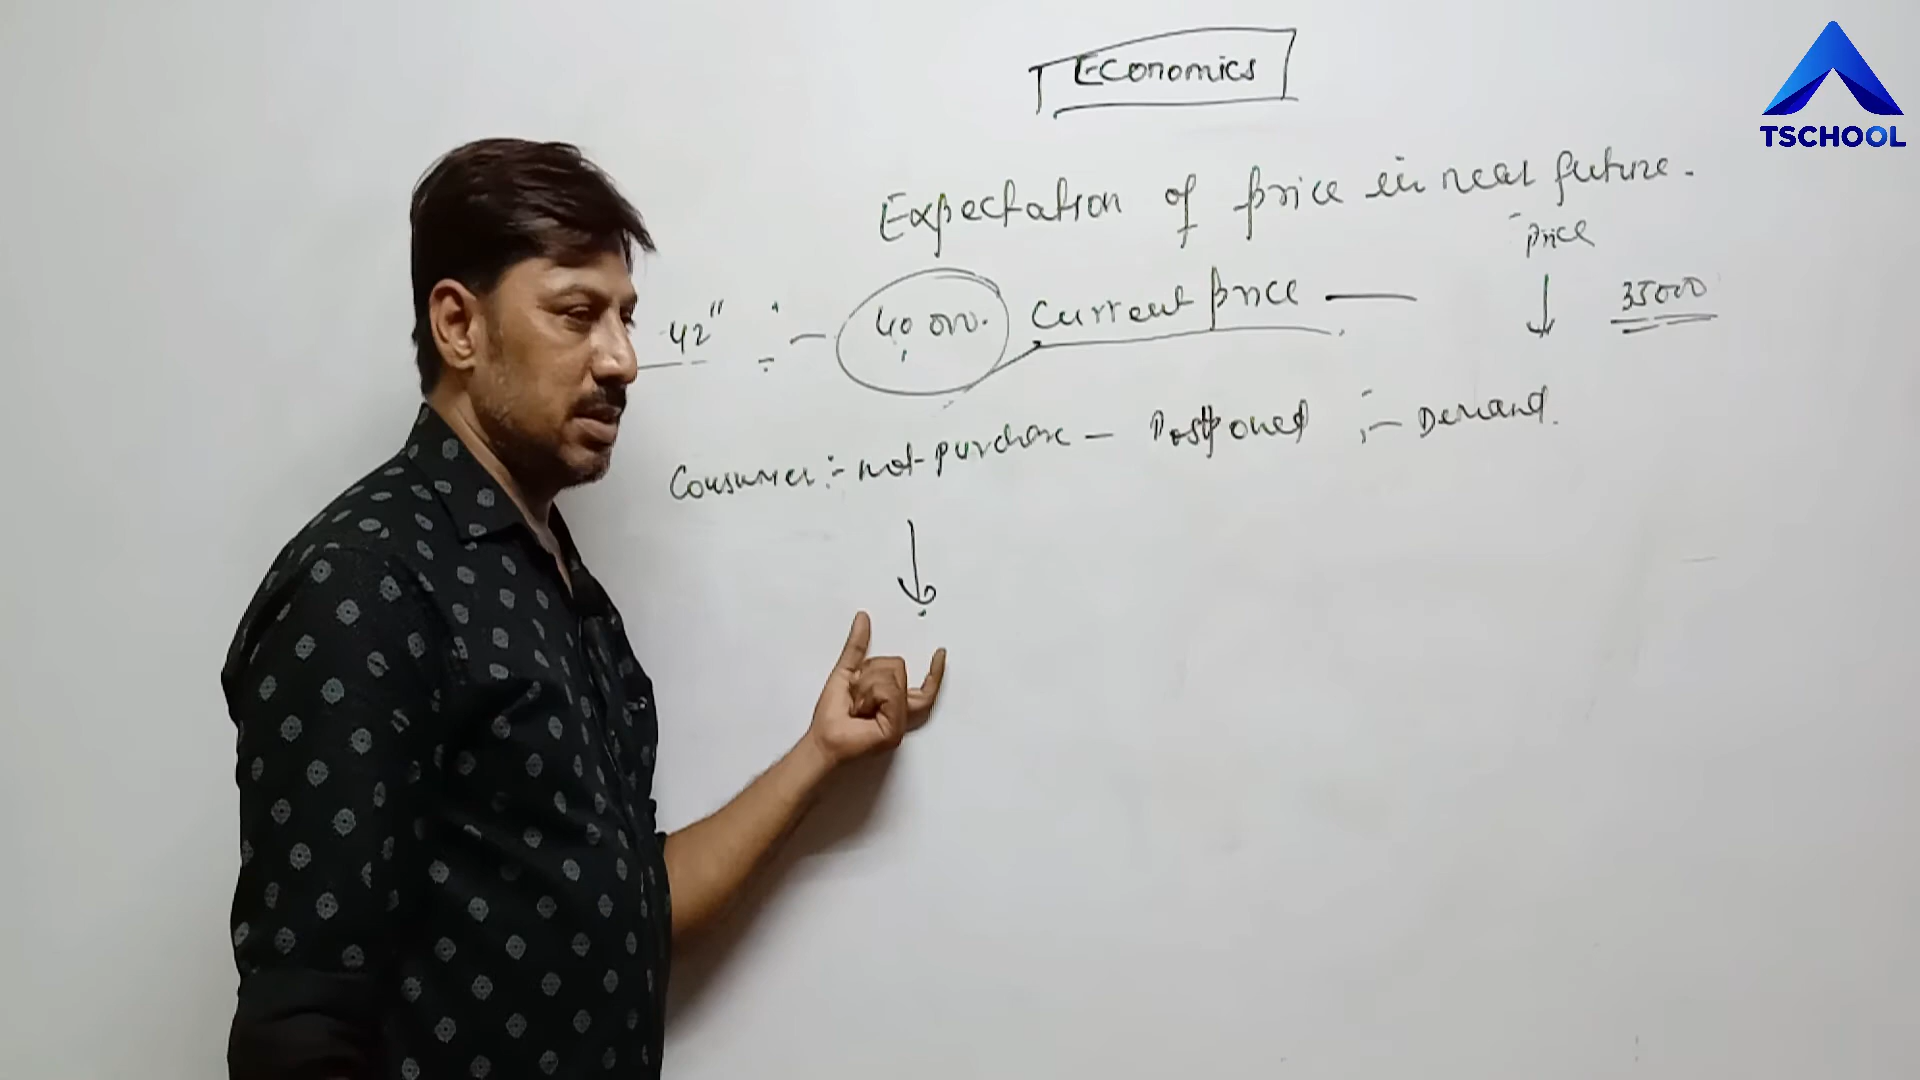 Economics
TSCHOOL
Expectation of price in near future.
Price
42" :- 40,000. Current price — 35000
Consumer :- not-purchase - Postponed :- Demand.